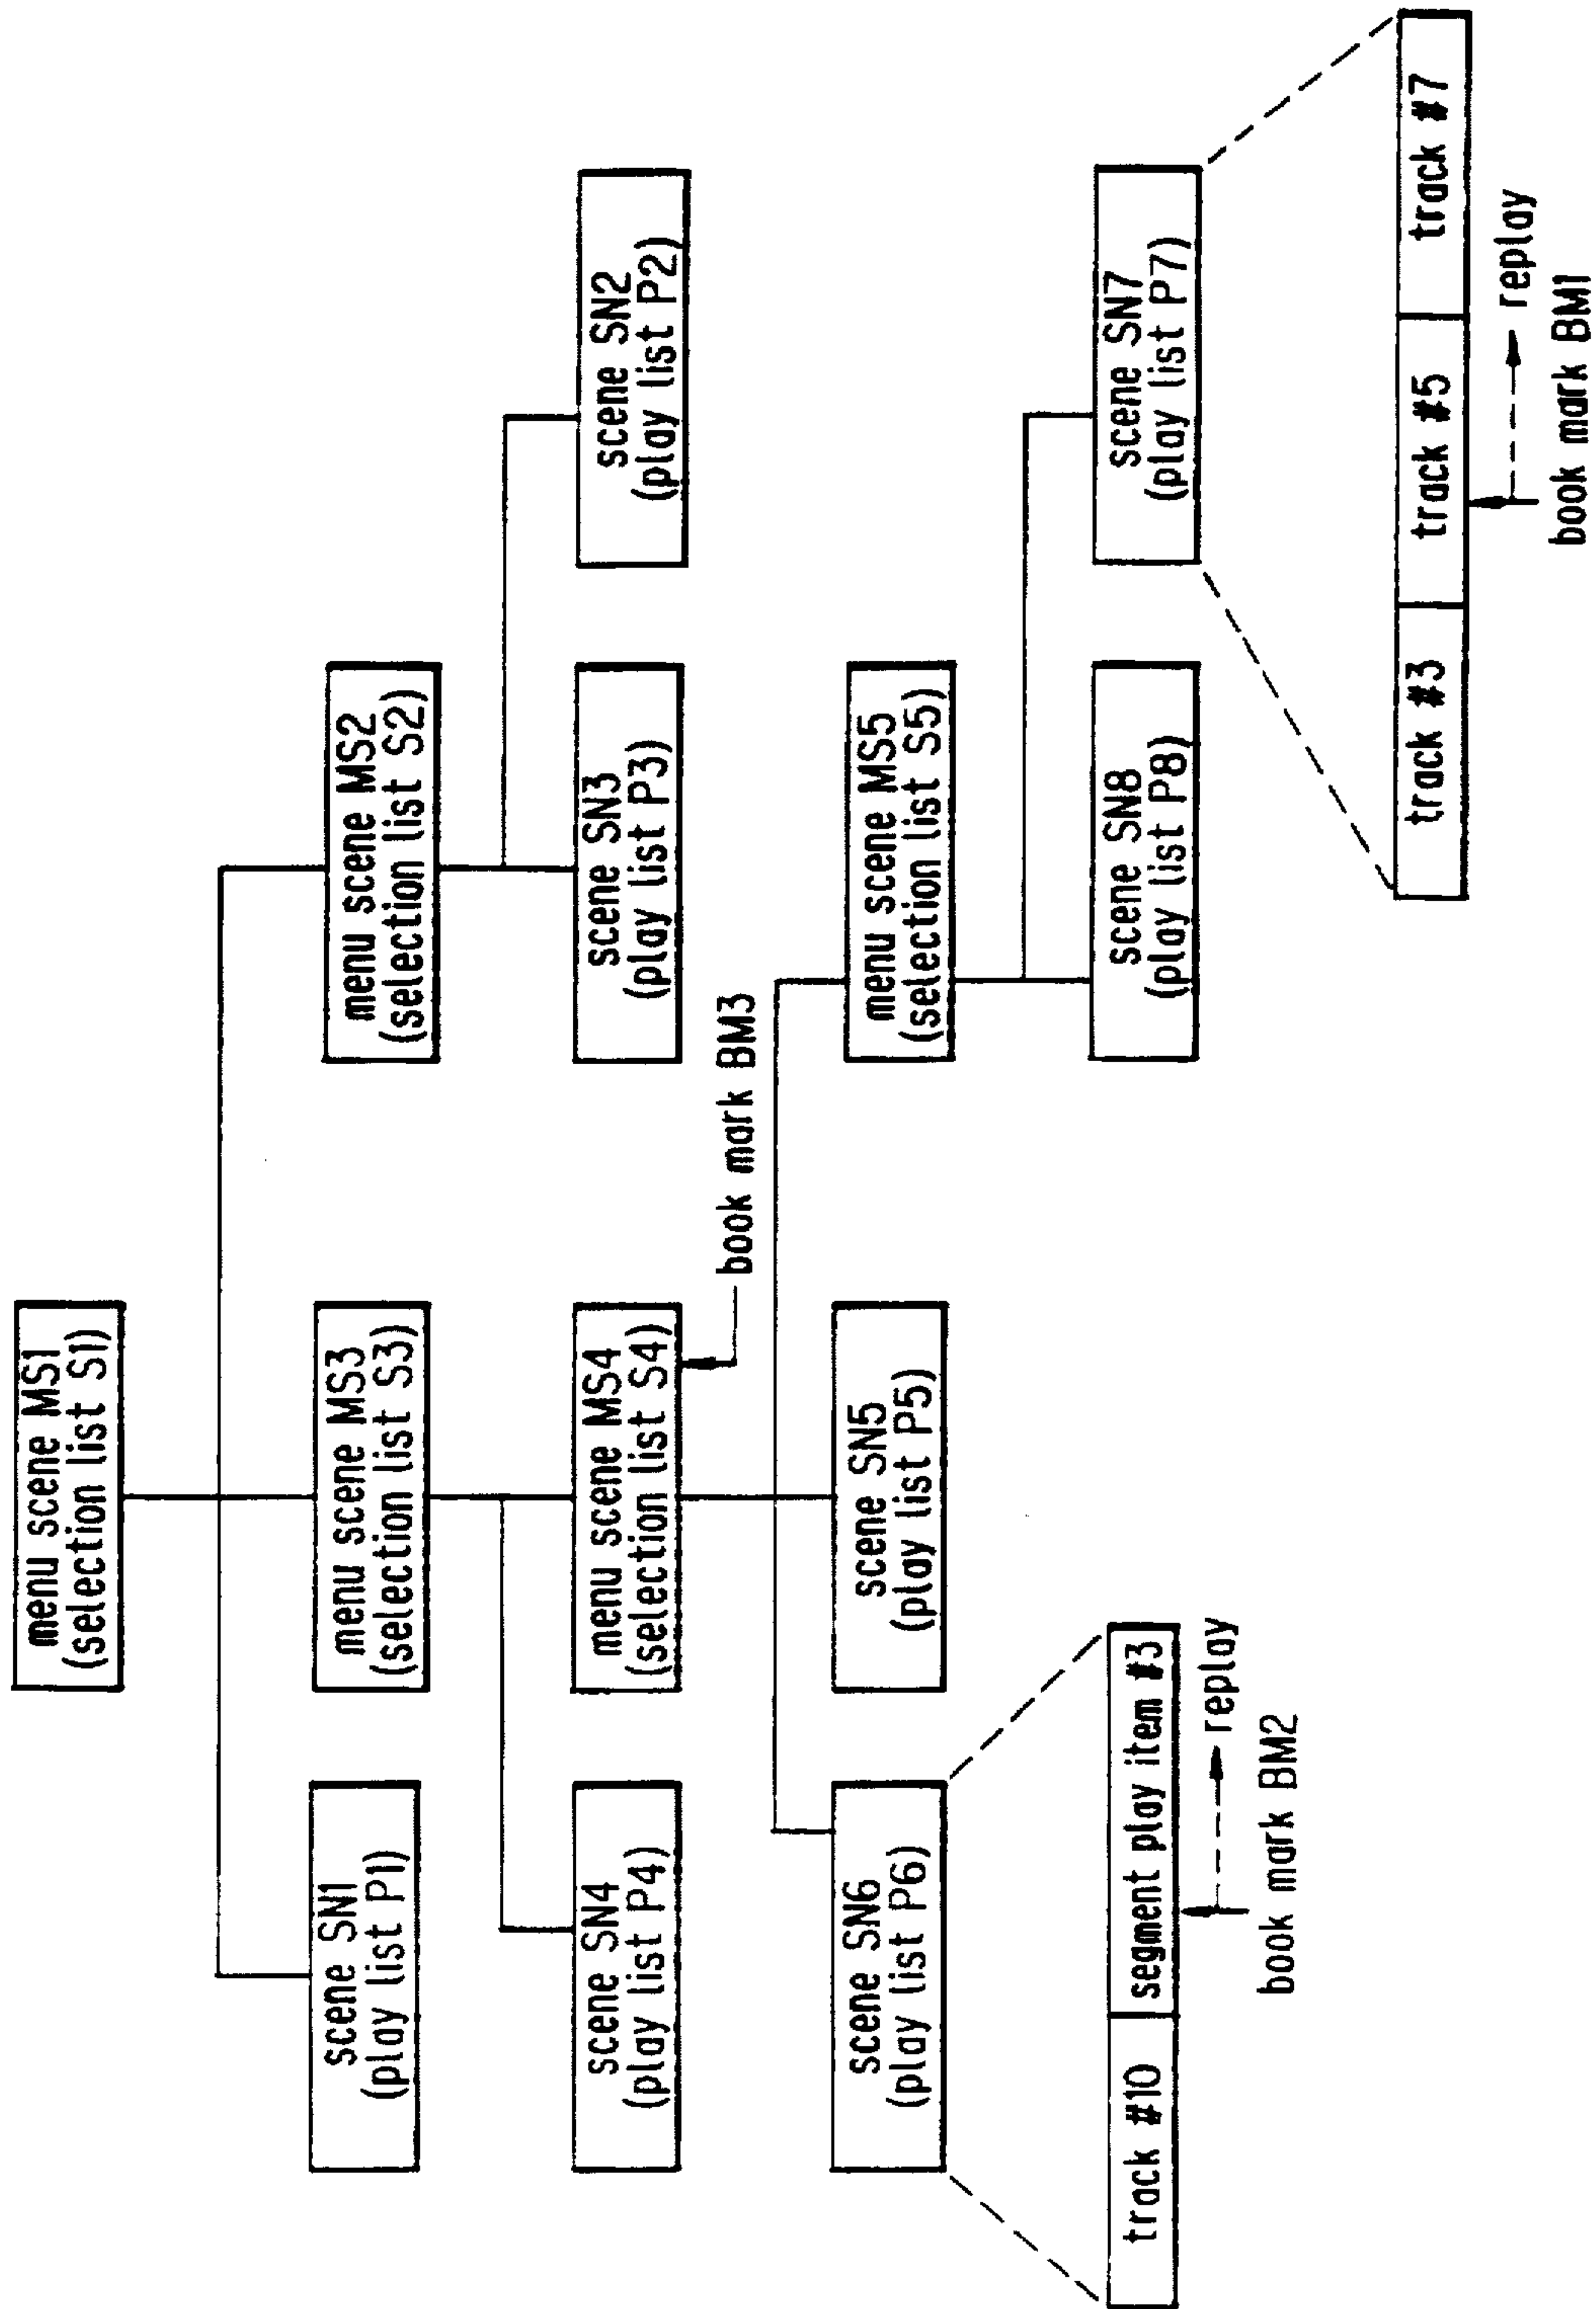 menu scene MS1
(selection list S1)
scene SN1
(play list P1)
menu scene MS3
(selection list S3)
menu scene MS2
(selection list S2)
scene SN4
(play list P4)
menu scene MS4
(selection list S4)
scene SN3
(play list P3)
scene SN2
(play list P2)
book mark BM3
scene SN6
(play list P6)
scene SN5
(play list P5)
menu scene MS5
(selection list S5)
scene SN8
(play list P8)
scene SN7
(play list P7)
track #10
segment play item #3
replay
book mark BM2
track #3
track #5
track #7
replay
book mark BM1